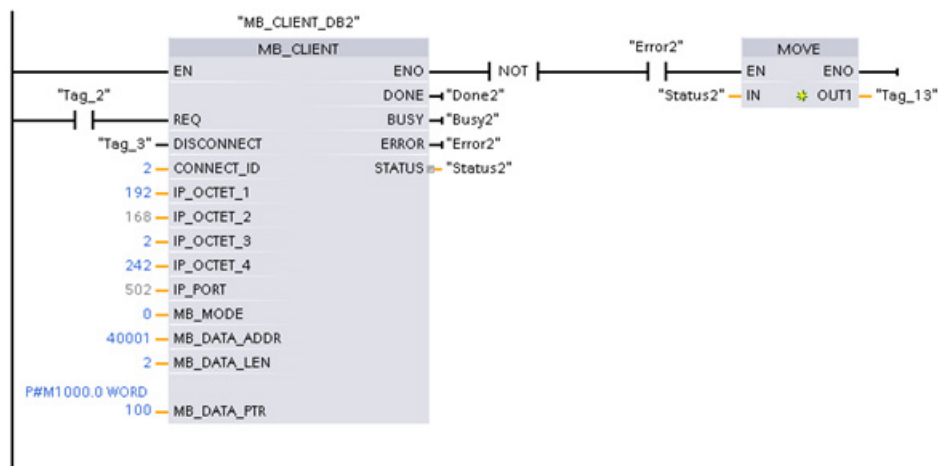 "MB_CLIENT_DB2"
MB_CLIENT
"Error2"
MOVE
EN ENO NOT EN ENO
"Tag_2" DONE "Done2" "Status2" IN OUT1 "Tag_13"
REQ BUSY "Busy2"
"Tag_3" DISCONNECT ERROR "Error2"
2 CONNECT_ID STATUS "Status2"
192 IP_OCTET_1
168 IP_OCTET_2
2 IP_OCTET_3
242 IP_OCTET_4
502 IP_PORT
0 MB_MODE
40001 MB_DATA_ADDR
2 MB_DATA_LEN
P#M1000.0 WORD
100 MB_DATA_PTR